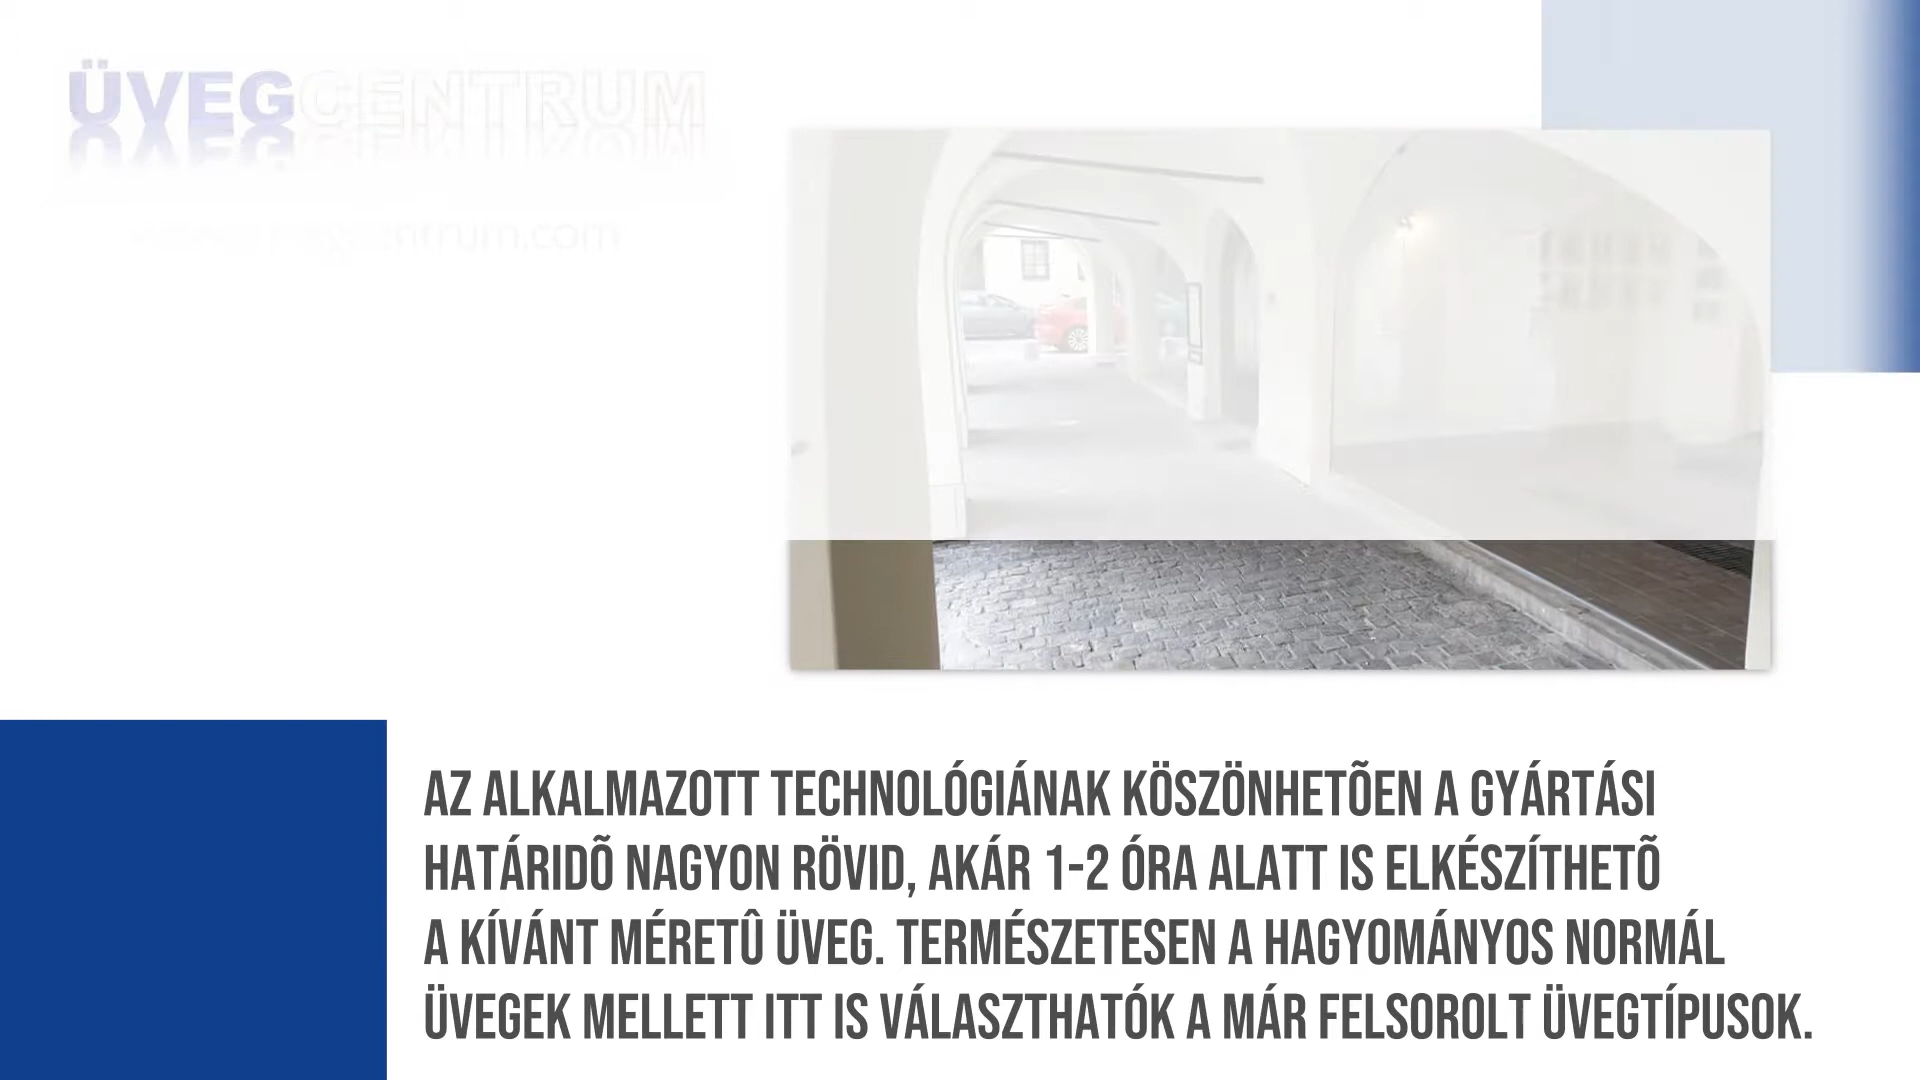 ÜVEGCENTRUM
AZ ALKALMAZOTT TECHNOLÓGIÁNAK KÖSZÖNHETÕEN A GYÁRTÁSI
HATÁRIDÕ NAGYON RÖVID, AKÁR 1-2 ÓRA ALATT IS ELKÉSZÍTHETÕ
A KÍVÁNT MÉRETÛ ÜVEG. TERMÉSZETESEN A HAGYOMÁNYOS NORMÁL
ÜVEGEK MELLETT ITT IS VÁLASZTHATÓK A MÁR FELSOROLT ÜVEGTÍPUSOK.